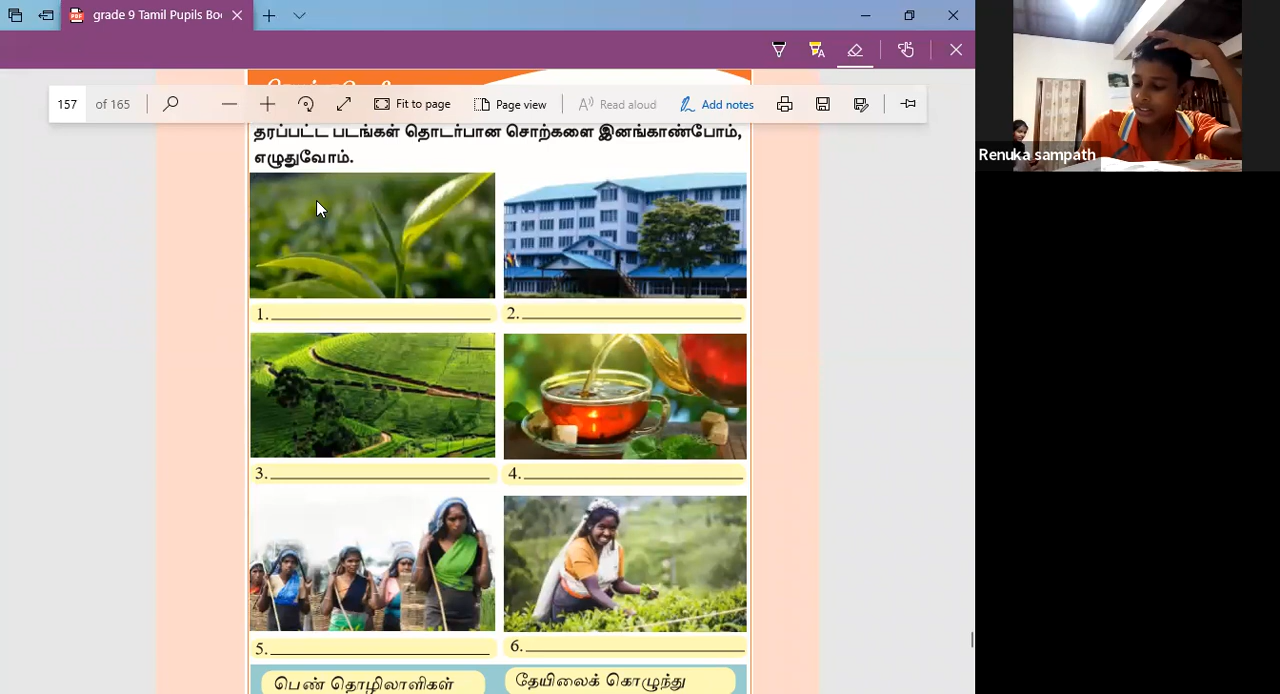 grade 9 Tamil Pupils Bo
157 of 165
Fit to page
Page view
Read aloud
Add notes
தரப்பட்ட படங்கள் தொடர்பான சொற்களை இனங்காண்போம்,
எழுதுவோம்.
1.
2.
3.
4.
5.
6.
பெண் தொழிலாளிகள்
தேயிலைக் கொழுந்து
Renuka sampath